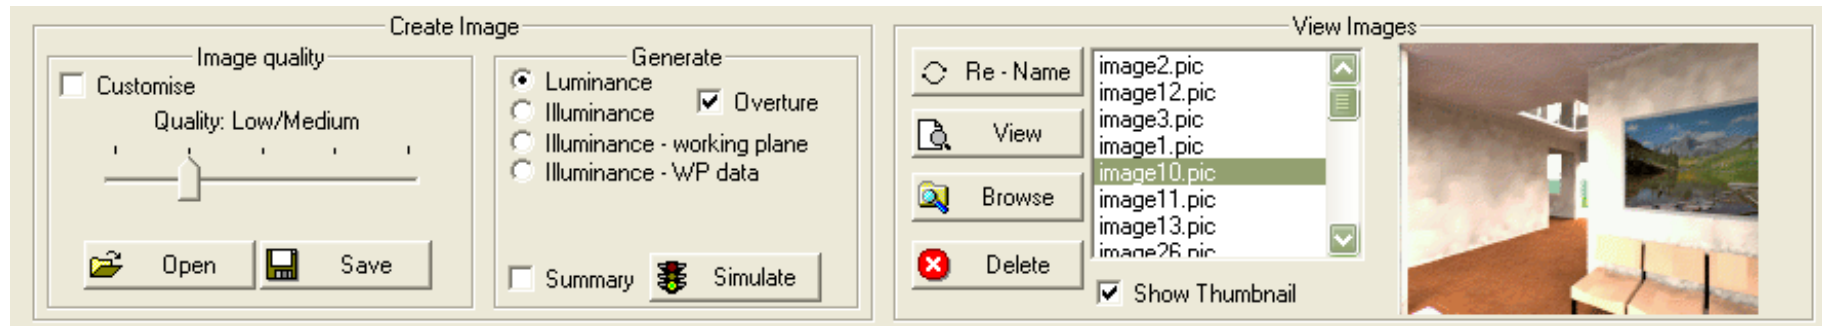 Create Image
Image quality
Customise
Quality: Low/Medium
Open
Save
Generate
Luminance
Overture
Illuminance
Illuminance - working plane
Illuminance - WP data
Summary
Simulate
View Images
Re - Name
View
Browse
Delete
image2.pic
image12.pic
image3.pic
image1.pic
image10.pic
image11.pic
image13.pic
image26.pic
Show Thumbnail